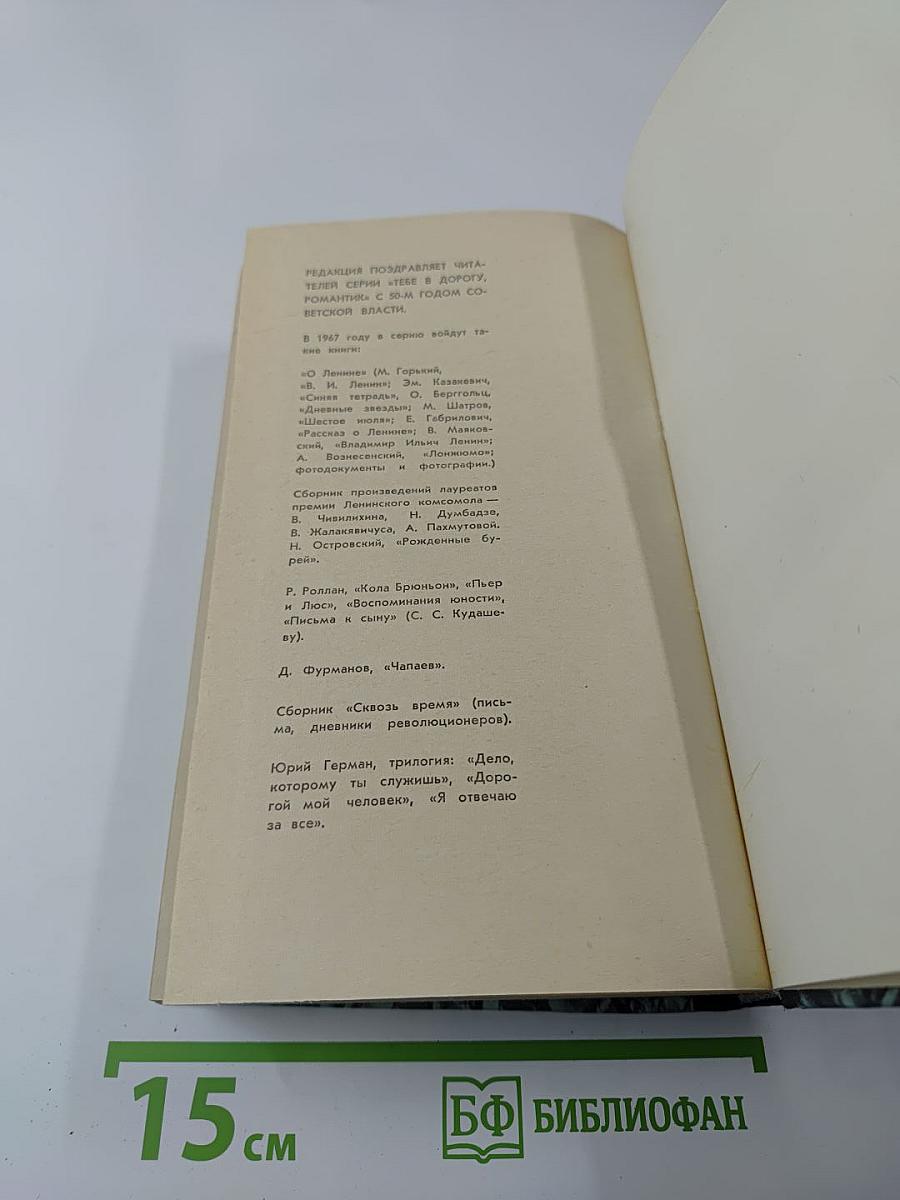 РЕДАКЦИЯ ПОЗДРАВЛЯЕТ ЧИТА-
ТЕЛЕЙ СЕРИИ «ТЕБЕ В ДОРОГУ,
РОМАНТИК» С 50-М ГОДОМ СО-
ВЕТСКОЙ ВЛАСТИ.
В 1967 году в серию войдут та-
кие книги:
«О Ленине» (М. Горький,
«В. И. Ленин»; Эм. Казакевич,
«Синяя тетрадь», О. Берггольц,
«Дневные звезды»; М. Шатров,
«Шестое июля»; Е. Габрилович,
«Рассказ о Ленине»; В. Маяков-
ский, «Владимир Ильич Ленин»;
А. Вознесенский, «Лонжюмо»;
фотодокументы и фотографии.)
Сборник произведений лауреатов
премии Ленинского комсомола —
В. Чивилихина, Н. Думбадзе,
В. Жалакявичуса, А. Пахмутовой.
Н. Островский, «Рожденные бу-
рей».
Р. Роллан, «Кола Брюньон», «Пьер
и Люс», «Воспоминания юности»,
«Письма к сыну» (С. С. Кудаше-
ву).
Д. Фурманов, «Чапаев».
Сборник «Сквозь время» (пись-
ма, дневники революционеров).
Юрий Герман, трилогия: «Дело,
которому ты служишь», «Доро-
гой мой человек», «Я отвечаю
за все».
15 см
БФ БИБЛИОФАН